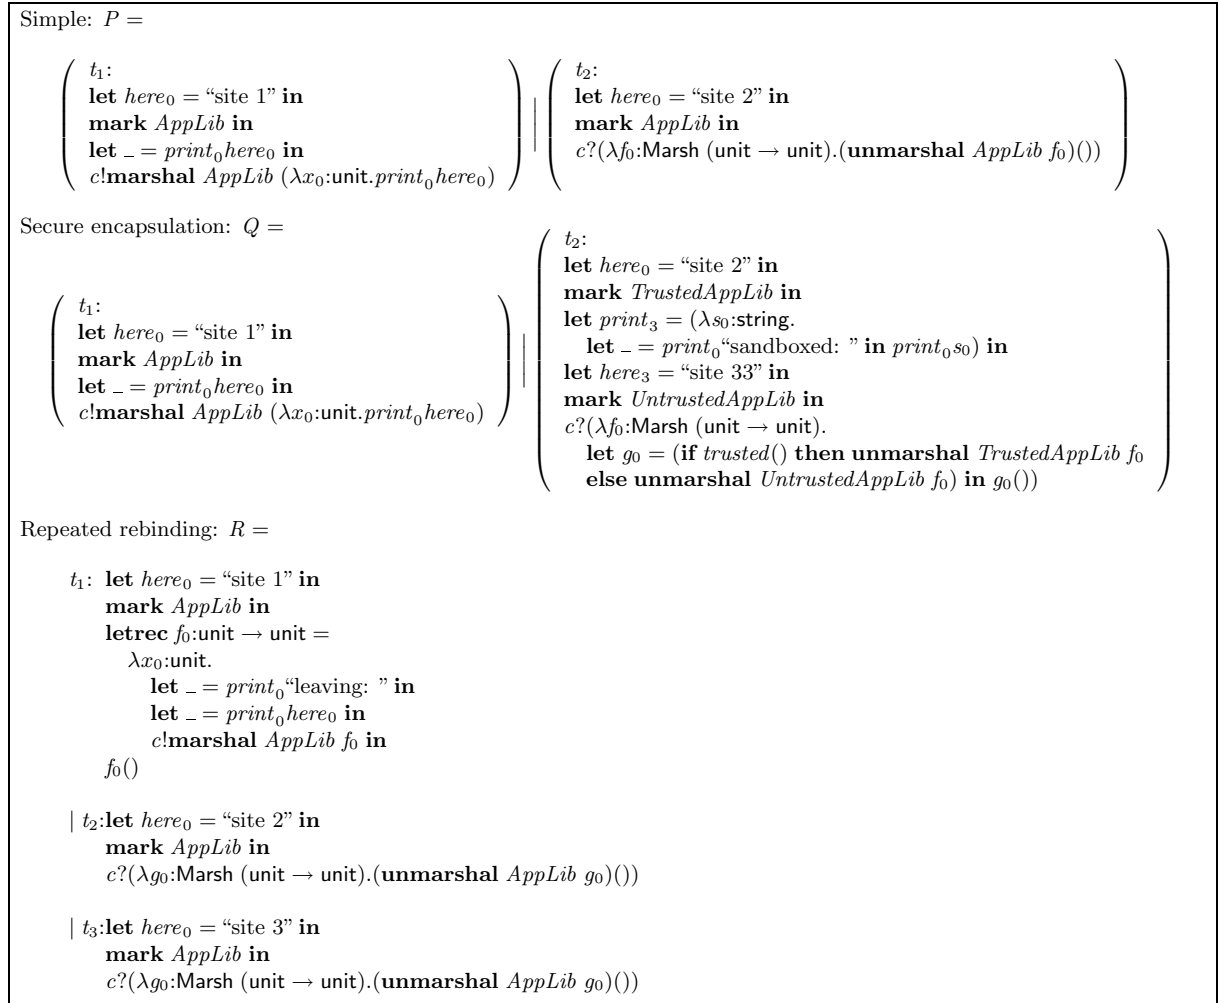 Simple: P =
t₁:
let here₀ = “site 1” in
mark AppLib in
let _ = print₀here₀ in
c!marshal AppLib (λx₀:unit.print₀here₀)
|
t₂:
let here₀ = “site 2” in
mark AppLib in
c?(λf₀:Marsh (unit → unit).(unmarshal AppLib f₀)())
Secure encapsulation: Q =
t₁:
let here₀ = “site 1” in
mark AppLib in
let _ = print₀here₀ in
c!marshal AppLib (λx₀:unit.print₀here₀)
|
t₂:
let here₀ = “site 2” in
mark TrustedAppLib in
let print₃ = (λs₀:string.
let _ = print₀“sandboxed: ” in print₀s₀) in
let here₃ = “site 33” in
mark UntrustedAppLib in
c?(λf₀:Marsh (unit → unit).
let g₀ = (if trusted() then unmarshal TrustedAppLib f₀
else unmarshal UntrustedAppLib f₀) in g₀())
Repeated rebinding: R =
t₁: let here₀ = “site 1” in
mark AppLib in
letrec f₀:unit → unit =
λx₀:unit.
let _ = print₀“leaving: ” in
let _ = print₀here₀ in
c!marshal AppLib f₀ in
f₀()
| t₂:let here₀ = “site 2” in
mark AppLib in
c?(λg₀:Marsh (unit → unit).(unmarshal AppLib g₀)())
| t₃:let here₀ = “site 3” in
mark AppLib in
c?(λg₀:Marsh (unit → unit).(unmarshal AppLib g₀)())